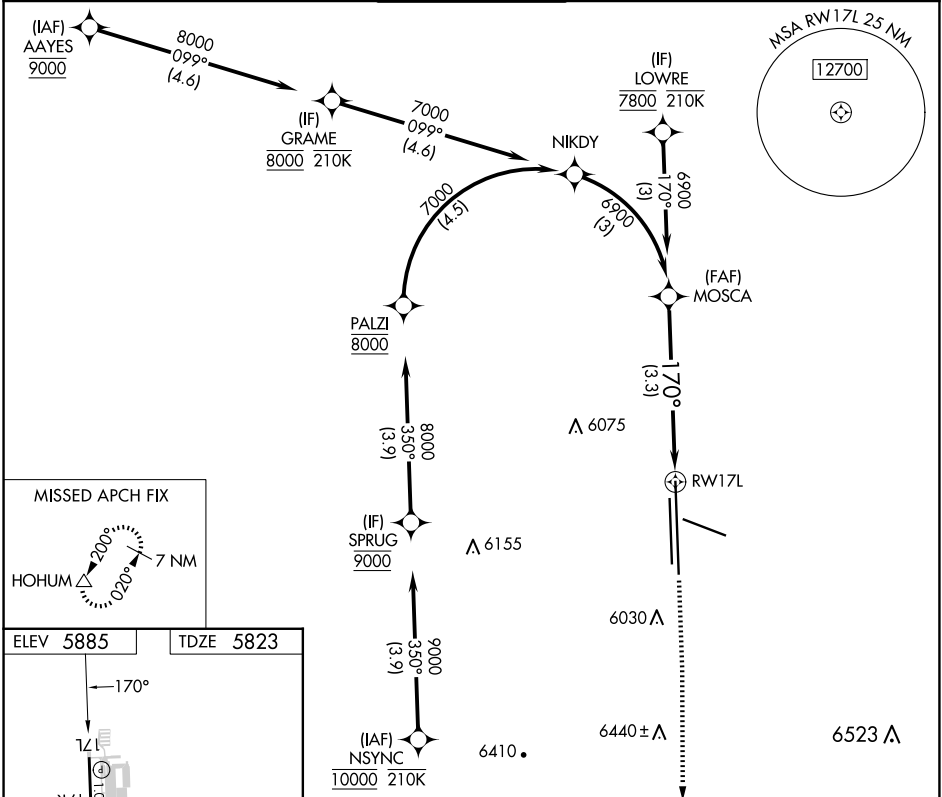 (IAF)
AAYES
9000
8000
099°
(4.6)
(IF)
GRAME
8000 210K
7000
099°
(4.6)
NIKDY
(IF)
LOWRE
7800 210K
6900
170°
(3)
MSA RW17L 25 NM
12700
7000
(4.5)
6900
(3)
(FAF)
MOSCA
PALZI
8000
170°
(3.3)
6075
8000
350°
(3.9)
RW17L
(IF)
SPRUG
9000
6155
MISSED APCH FIX
HOHUM
200°
020°
7 NM
6030
9000
350°
(3.9)
ELEV 5885
TDZE 5823
170°
17L
(IAF)
NSYNC
10000 210K
6410
6440±
6523
P